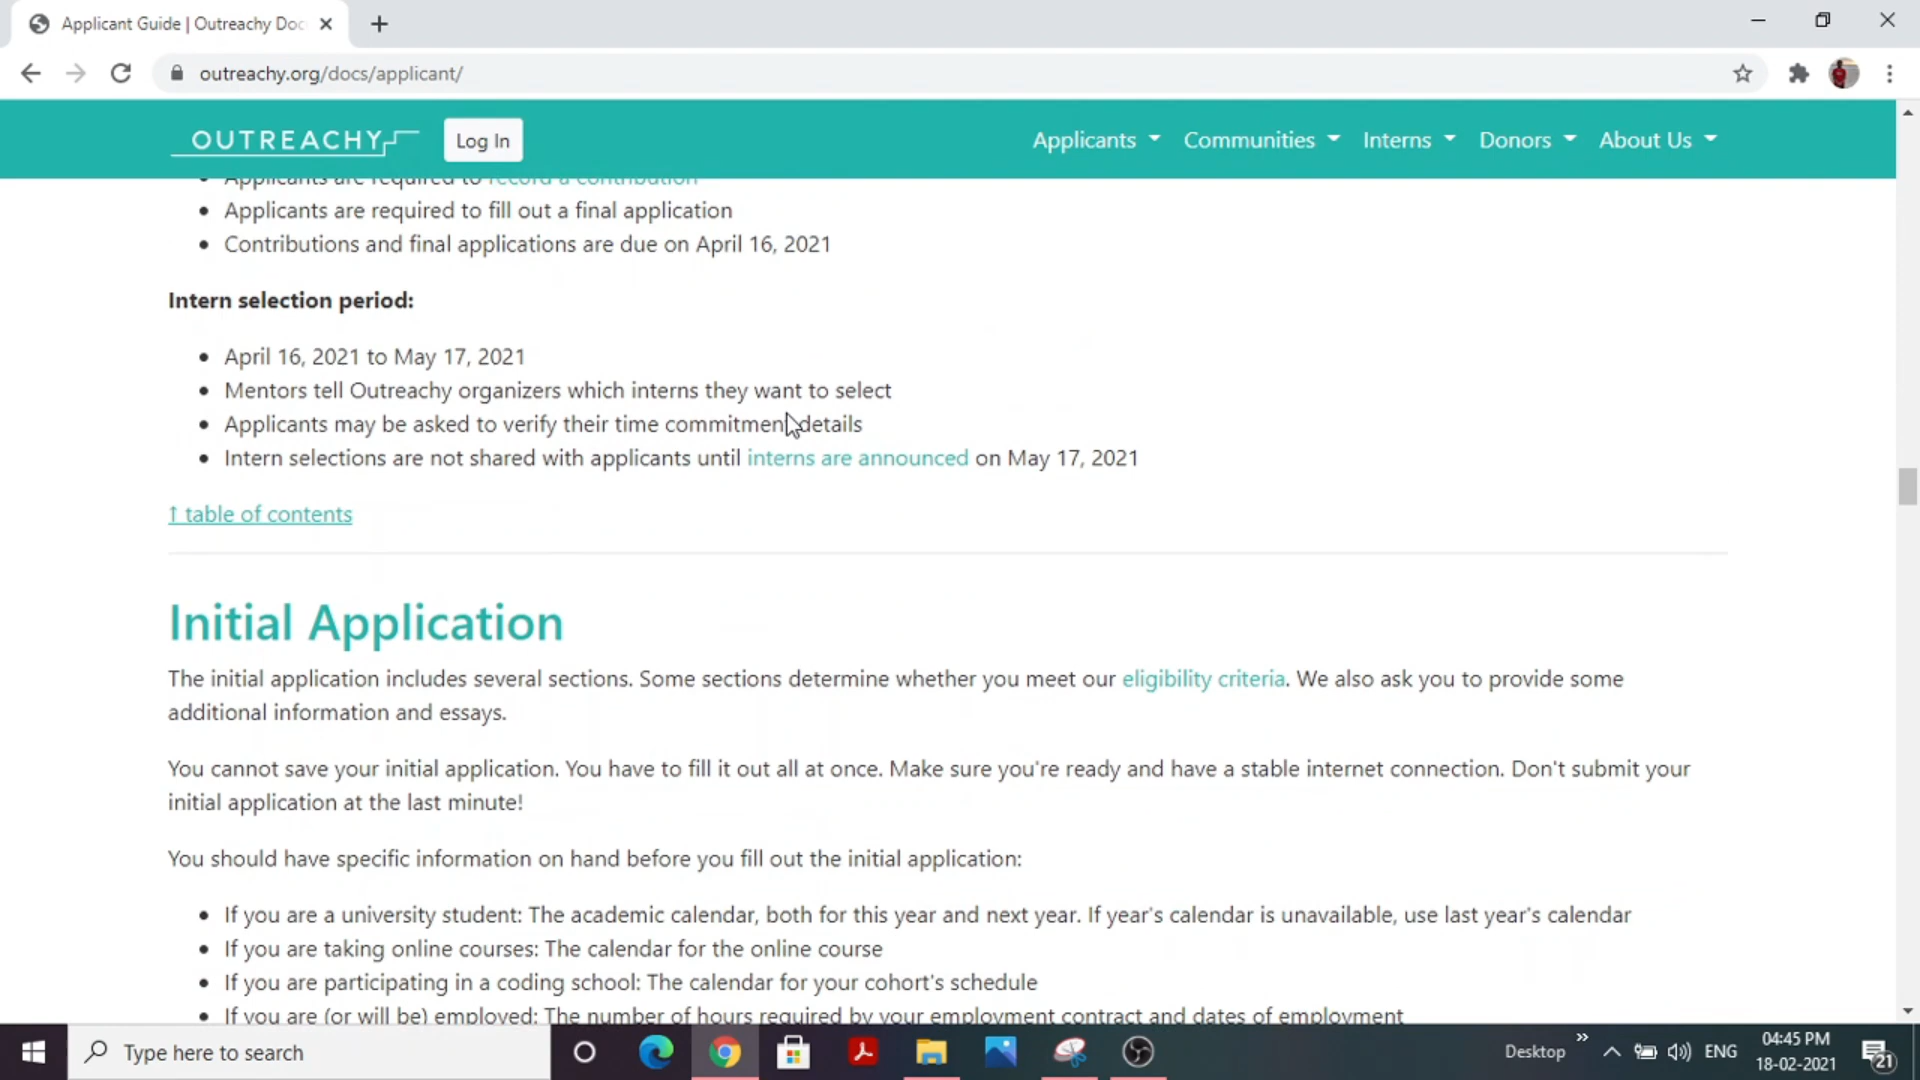 Applicant Guide | Outreachy Doc
outreachy.org/docs/applicant/
OUTREACHY Log In Applicants Communities Interns Donors About Us
Applicants are required to record a contribution
Applicants are required to fill out a final application
Contributions and final applications are due on April 16, 2021
Intern selection period:
April 16, 2021 to May 17, 2021
Mentors tell Outreachy organizers which interns they want to select
Applicants may be asked to verify their time commitment details
Intern selections are not shared with applicants until interns are announced on May 17, 2021
↑ table of contents
Initial Application
The initial application includes several sections. Some sections determine whether you meet our eligibility criteria. We also ask you to provide some
additional information and essays.
You cannot save your initial application. You have to fill it out all at once. Make sure you're ready and have a stable internet connection. Don't submit your
initial application at the last minute!
You should have specific information on hand before you fill out the initial application:
If you are a university student: The academic calendar, both for this year and next year. If year's calendar is unavailable, use last year's calendar
If you are taking online courses: The calendar for the online course
If you are participating in a coding school: The calendar for your cohort's schedule
If you are (or will be) employed: The number of hours required by your employment contract and dates of employment
Type here to search
Desktop » ENG
04:45 PM
18-02-2021
21